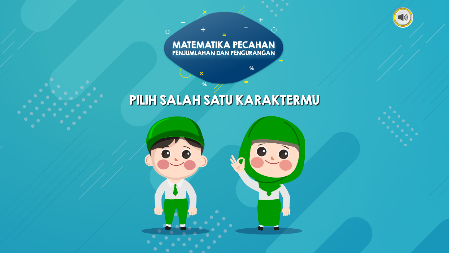 MATEMATIKA PECAHAN
PENJUMLAHAN DAN PENGURANGAN
PILIH SALAH SATU KARAKTERMU